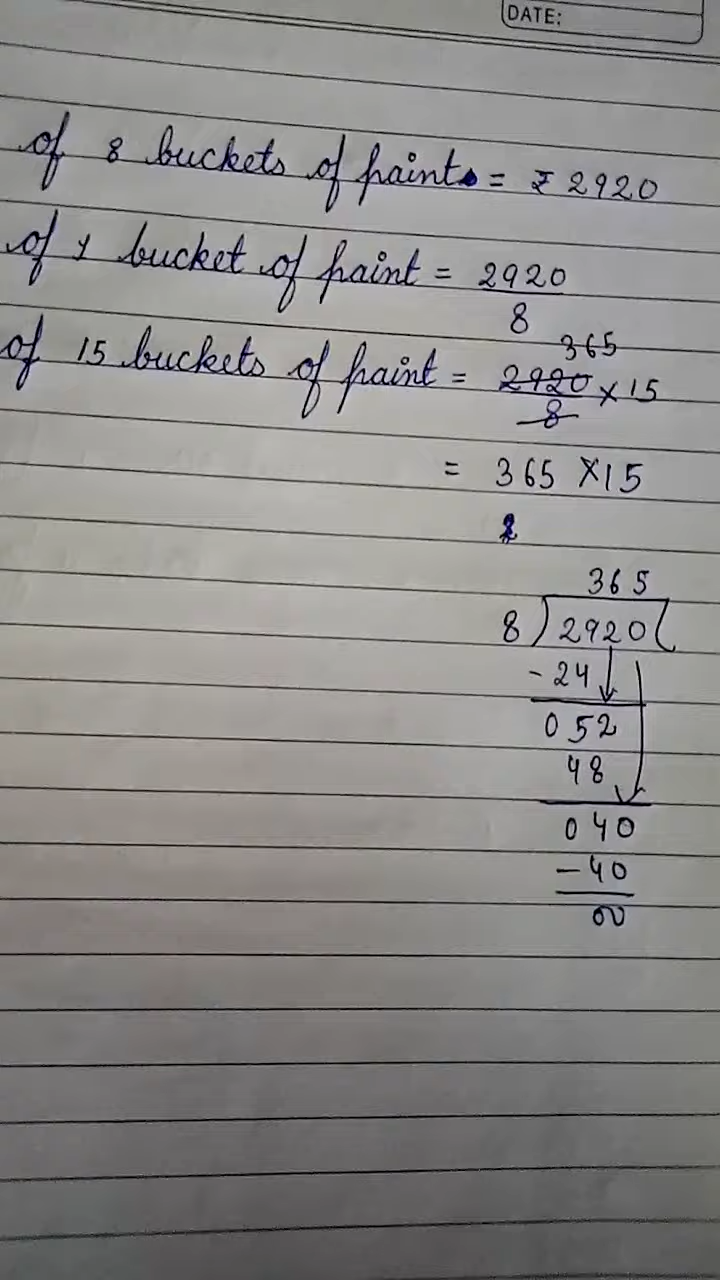 DATE:
of 8 buckets of paint = ₹ 2920
of 1 bucket of paint = 2920
8
365
of 15 buckets of paint = 2920 × 15
8
= 365 × 15
365
8 ) 2920 (
- 24
052
48
040
- 40
00